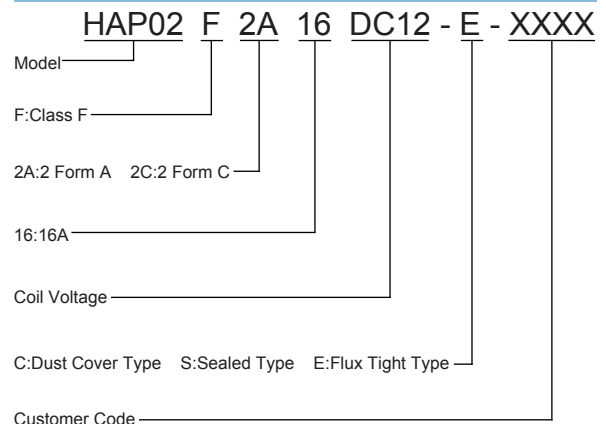 HAP02 F 2A 16 DC12 - E - XXXX
Model
F:Class F
2A:2 Form A 2C:2 Form C
16:16A
Coil Voltage
C:Dust Cover Type S:Sealed Type E:Flux Tight Type
Customer Code